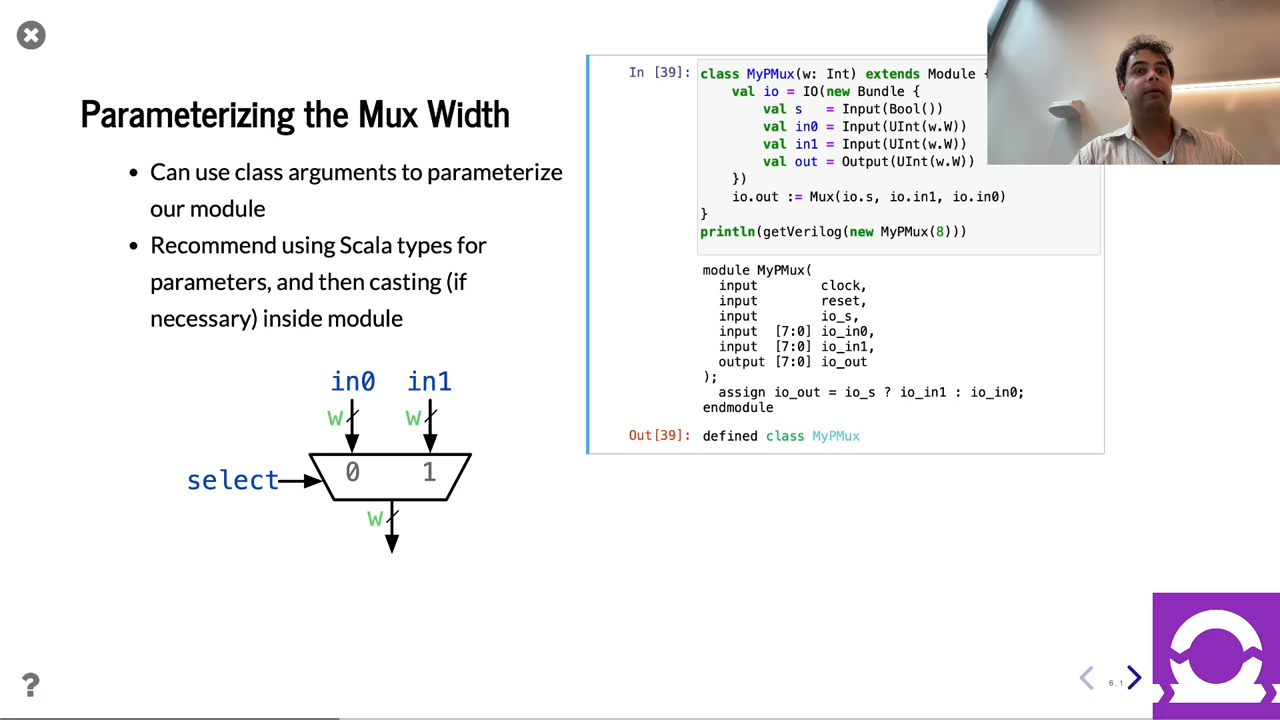 Parameterizing the Mux Width
• Can use class arguments to parameterize
our module
• Recommend using Scala types for
parameters, and then casting (if
necessary) inside module
in0 in1
w w
0 1
select
w
In [39]: class MyPMux(w: Int) extends Module {
val io = IO(new Bundle {
val s = Input(Bool())
val in0 = Input(UInt(w.W))
val in1 = Input(UInt(w.W))
val out = Output(UInt(w.W))
})
io.out := Mux(io.s, io.in1, io.in0)
}
println(getVerilog(new MyPMux(8)))
module MyPMux(
input clock,
input reset,
input io_s,
input [7:0] io_in0,
input [7:0] io_in1,
output [7:0] io_out
);
assign io_out = io_s ? io_in1 : io_in0;
endmodule
Out[39]: defined class MyPMux
?
6.1